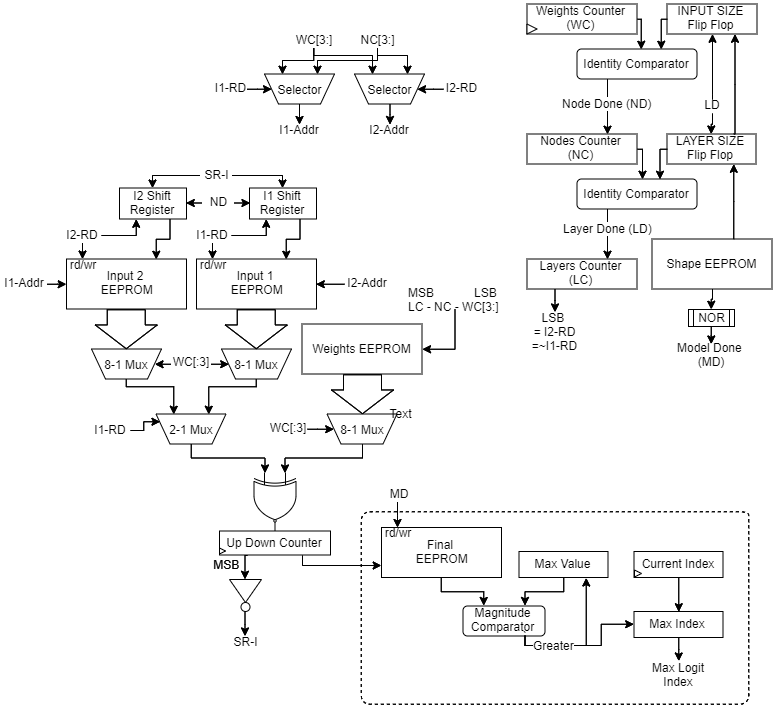 Weights Counter
(WC)
INPUT SIZE
Flip Flop
WC[3:]
NC[3:]
Identity Comparator
I1-RD
Selector
Selector
I2-RD
Node Done (ND)
LD
I1-Addr
I2-Addr
Nodes Counter
(NC)
LAYER SIZE
Flip Flop
SR-I
I2 Shift
Register
ND
I1 Shift
Register
Identity Comparator
I2-RD
I1-RD
Layer Done (LD)
rd/wr
Input 2
EEPROM
rd/wr
Input 1
EEPROM
Layers Counter
(LC)
Shape EEPROM
I1-Addr
I2-Addr
MSB
LSB
LC - NC - WC[3:]
LSB
= I2-RD
=~I1-RD
NOR
Weights EEPROM
Model Done
(MD)
8-1 Mux
WC[:3]
8-1 Mux
Text
I1-RD
2-1 Mux
WC[:3]
8-1 Mux
MD
rd/wr
Up Down Counter
Final
EEPROM
MSB
Max Value
Current Index
Magnitude
Comparator
Max Index
SR-I
Greater
Max Logit
Index